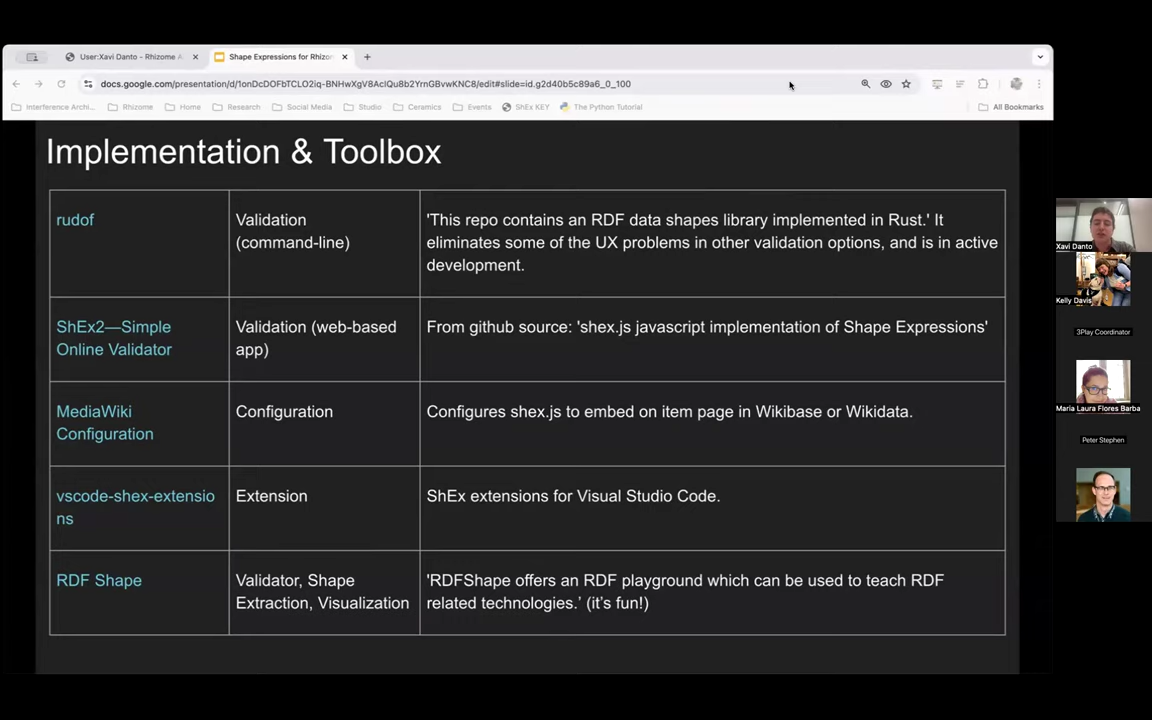 User:Xavi Danto - Rhizome A
Shape Expressions for Rhizor
docs.google.com/presentation/d/1onDcDOFbTCLO2iq-BNHwXgV8AcIQu8b2YrnGBvwKNC8/edit#slide=id.g2d40b5c89a6_0_100
Interference Archi...
Rhizome
Home
Research
Social Media
Studio
Ceramics
Events
ShEx KEY
The Python Tutorial
All Bookmarks
Implementation & Toolbox
rudof
Validation
(command-line)
'This repo contains an RDF data shapes library implemented in Rust.' It
eliminates some of the UX problems in other validation options, and is in active
development.
ShEx2—Simple
Online Validator
Validation (web-based
app)
From github source: 'shex.js javascript implementation of Shape Expressions'
MediaWiki
Configuration
Configuration
Configures shex.js to embed on item page in Wikibase or Wikidata.
vscode-shex-extensio
ns
Extension
ShEx extensions for Visual Studio Code.
RDF Shape
Validator, Shape
Extraction, Visualization
'RDFShape offers an RDF playground which can be used to teach RDF
related technologies.' (it's fun!)
Xavi Danto
Kelly Davis
3Play Coordinator
Maria Laura Flores Barba
Peter Stephen